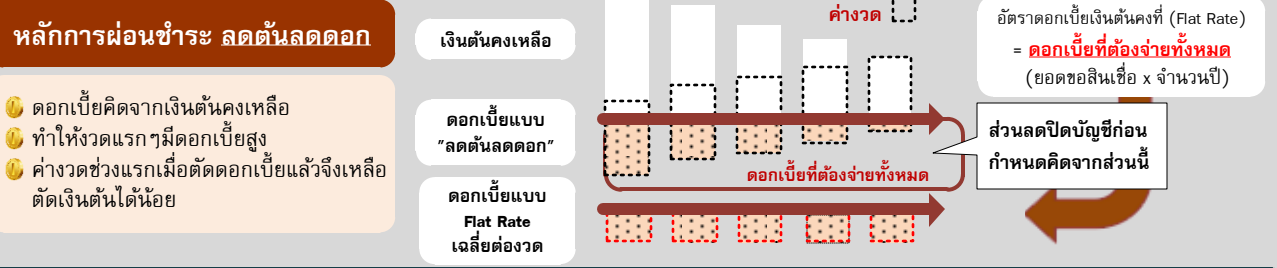 หลักการผ่อนชำระ ลดต้นลดดอก
ดอกเบี้ยคิดจากเงินต้นคงเหลือ
ทำให้งวดแรกๆมีดอกเบี้ยสูง
ค่างวดช่วงแรกเมื่อตัดดอกเบี้ยแล้วจึงเหลือ
ตัดเงินต้นได้น้อย
เงินต้นคงเหลือ
ดอกเบี้ยแบบ
"ลดต้นลดดอก"
ดอกเบี้ยแบบ
Flat Rate
เฉลี่ยต่องวด
ค่างวด
ดอกเบี้ยที่ต้องจ่ายทั้งหมด
อัตราดอกเบี้ยเงินต้นคงที่ (Flat Rate)
= ดอกเบี้ยที่ต้องจ่ายทั้งหมด
(ยอดขอสินเชื่อ x จำนวนปี)
ส่วนลดปิดบัญชีก่อน
กำหนดคิดจากส่วนนี้